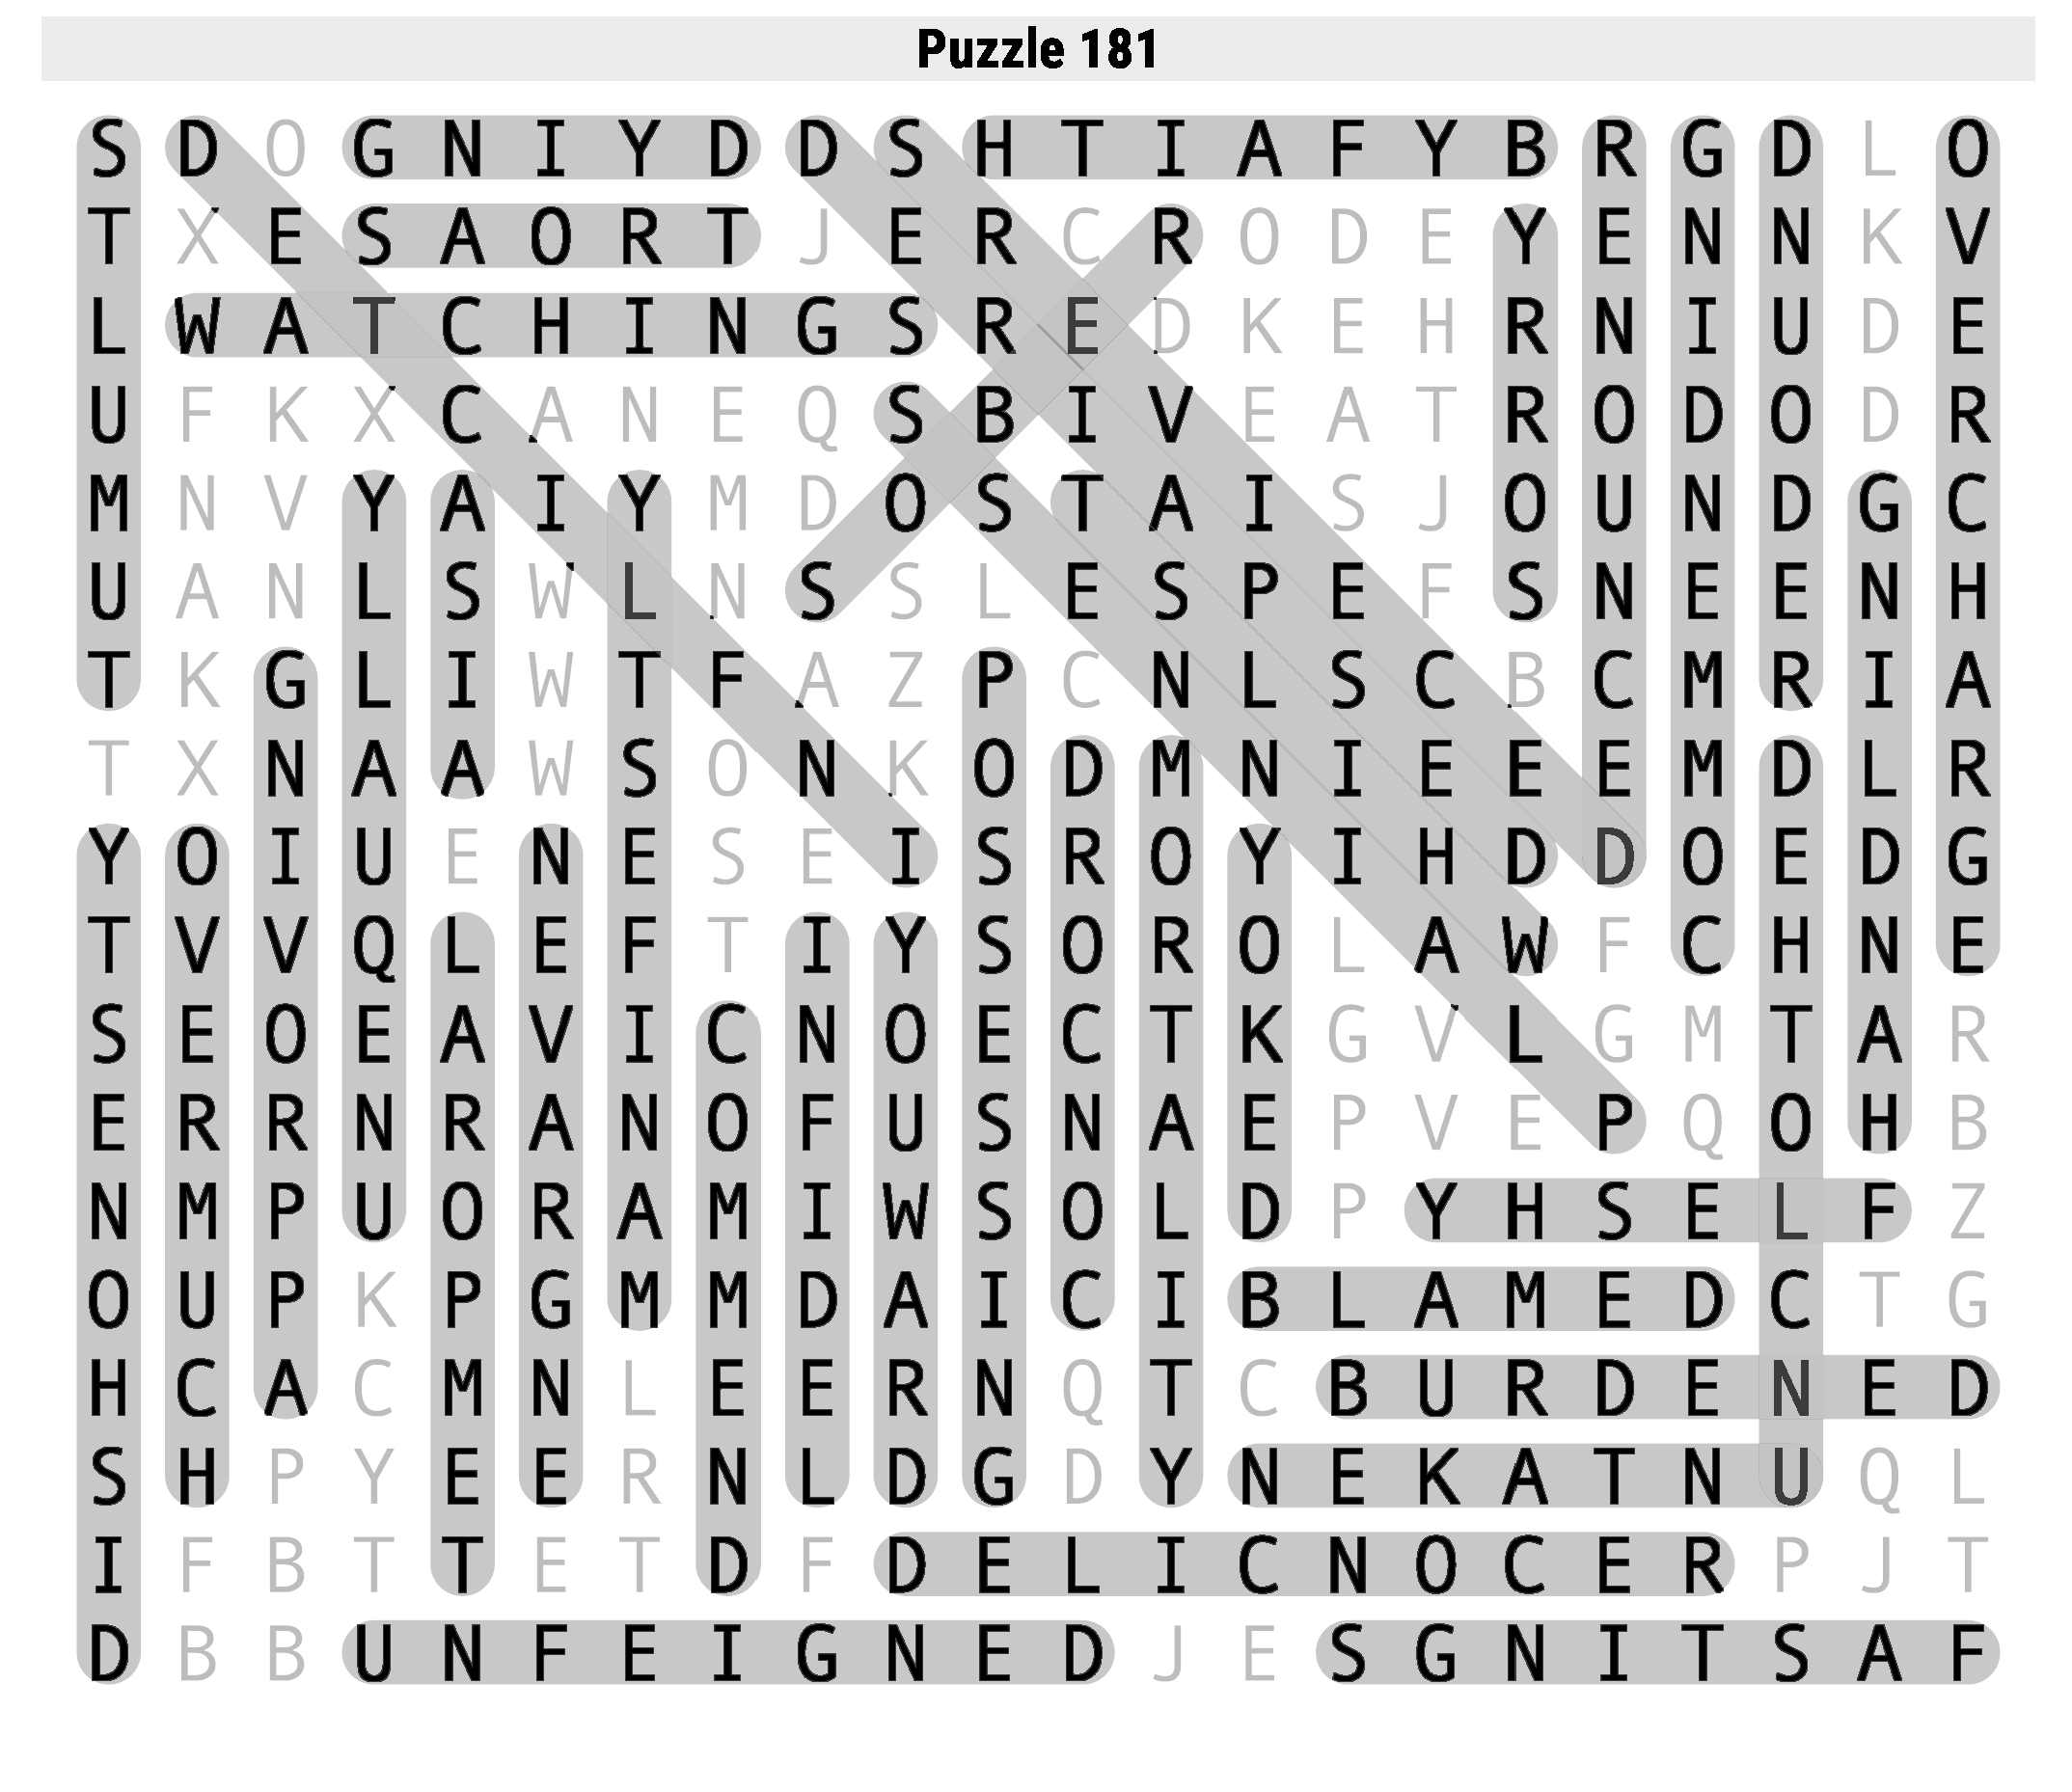 Puzzle 181
S D O G N I Y D D S H T I A F Y B R G D L O
T X E S A O R T J E R C R O D E Y E N N K V
L W A T C H I N G S R E D K E H R N I U D E
U F K X C A N E Q S B I V E A T R O D O D R
M N V Y A I Y M D O S T A I S J O U N D G C
U A N L S W L N S S L E S P E F S N E E N H
T K G L I W T F A Z P C N L S C B C M R I A
T X N A A W S O N K O D M N I E E E M D L R
Y O I U E N E S E I S R O Y I H D D O E D G
T V V Q L E F T I Y S O R O L A W F C H N E
S E O E A V I C N O E C T K G V L G M T A R
E R R N R A N O F U S N A E P V E P Q O H B
N M P U O R A M I W S O L D P Y H S E L F Z
O U P K P G M M D A I C I B L A M E D C T G
H C A C M N L E E R N Q T C B U R D E N E D
S H P Y E E R N L D G D Y N E K A T N U Q L
I F B T T E T D F D E L I C N O C E R P J T
D B B U N F E I G N E D J E S G N I T S A F